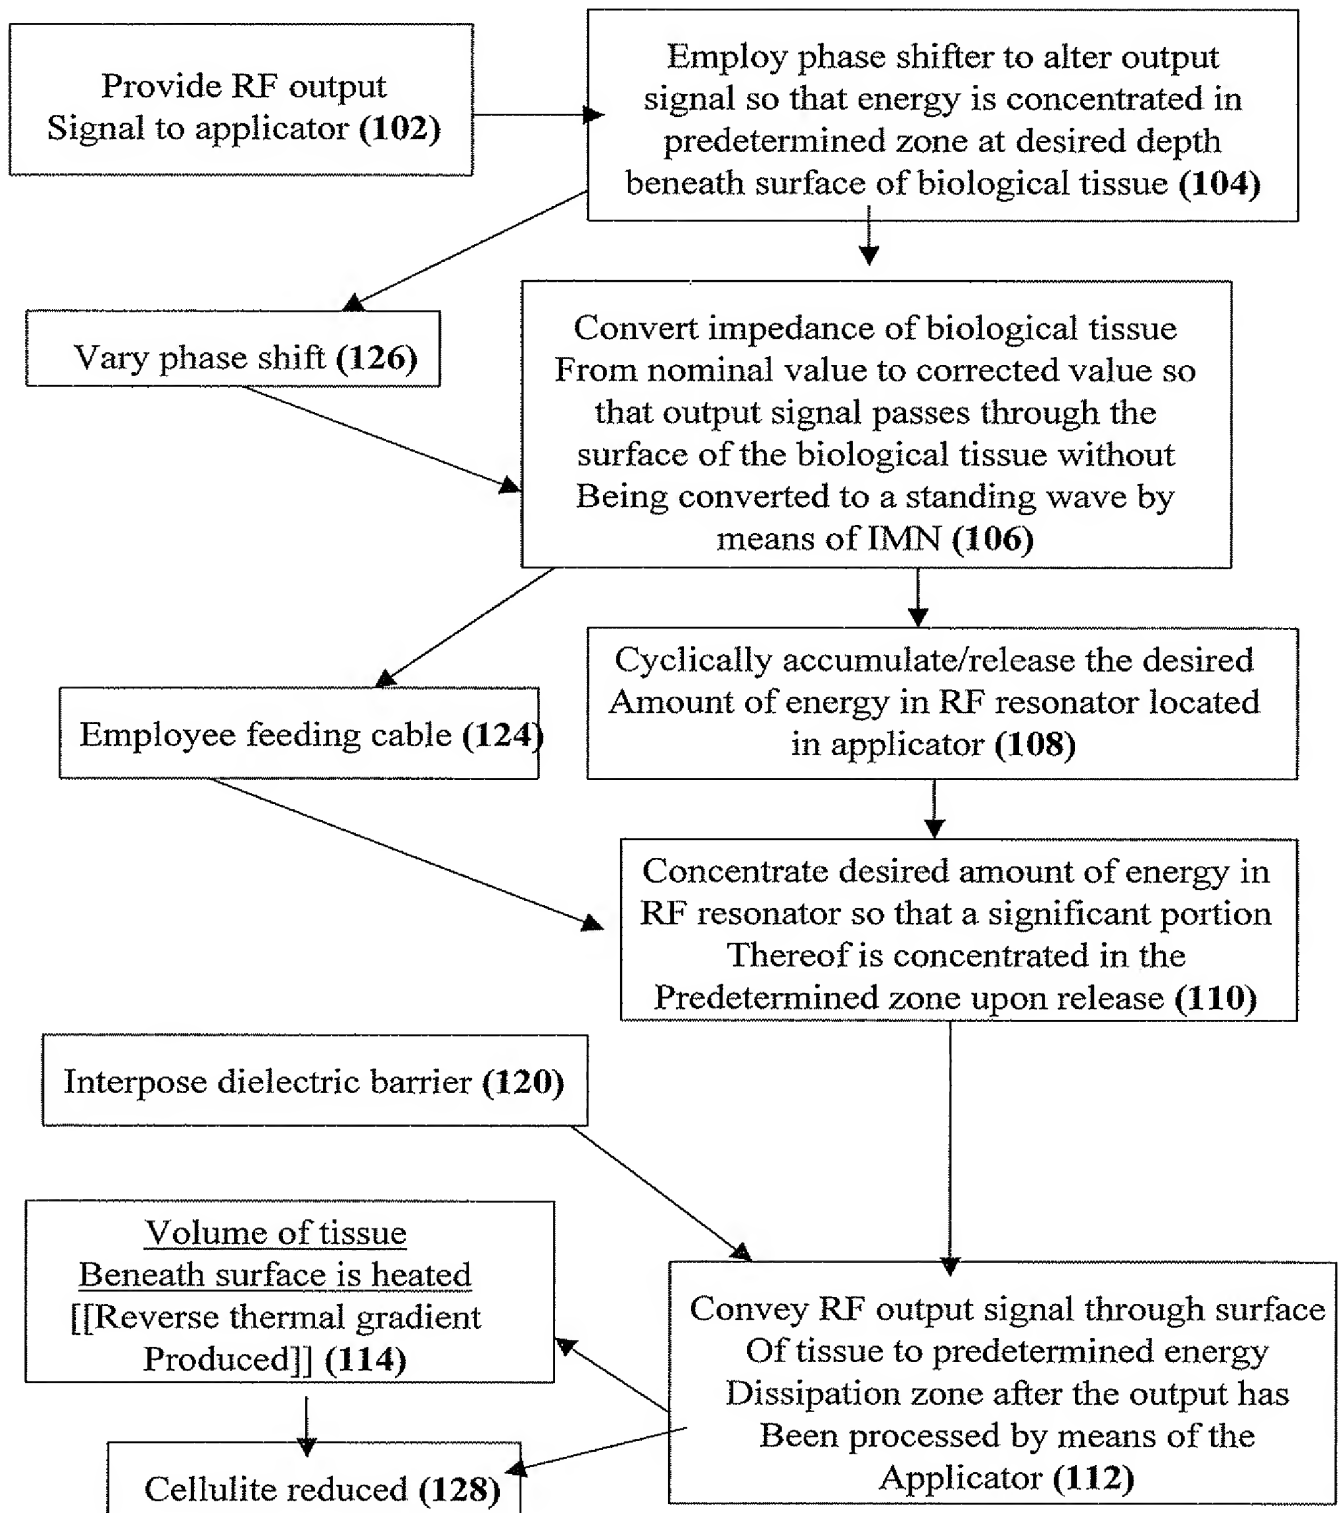 Provide RF output
Signal to applicator (102)
Employ phase shifter to alter output
signal so that energy is concentrated in
predetermined zone at desired depth
beneath surface of biological tissue (104)
Vary phase shift (126)
Convert impedance of biological tissue
From nominal value to corrected value so
that output signal passes through the
surface of the biological tissue without
Being converted to a standing wave by
means of IMN (106)
Employee feeding cable (124)
Cyclically accumulate/release the desired
Amount of energy in RF resonator located
in applicator (108)
Concentrate desired amount of energy in
RF resonator so that a significant portion
Thereof is concentrated in the
Predetermined zone upon release (110)
Interpose dielectric barrier (120)
Volume of tissue
Beneath surface is heated
[[Reverse thermal gradient
Produced]] (114)
Convey RF output signal through surface
Of tissue to predetermined energy
Dissipation zone after the output has
Been processed by means of the
Applicator (112)
Cellulite reduced (128)